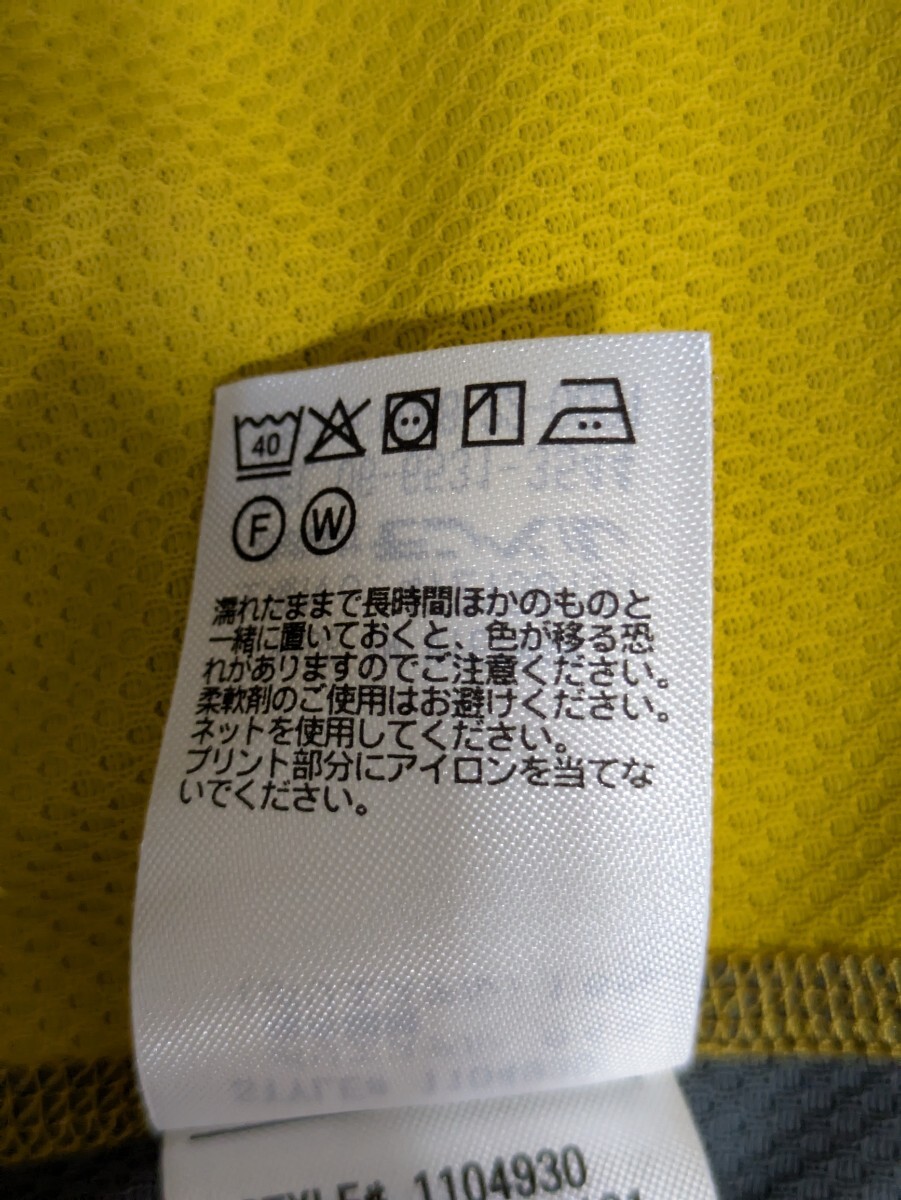 40
F W
濡れたままで長時間ほかのものと
一緒に置いておくと、色が移る恐
れがありますのでご注意ください。
柔軟剤のご使用はお避けください。
ネットを使用してください。
プリント部分にアイロンを当てな
いでください。
STYLE# 1104930